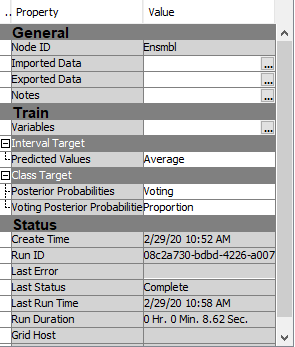 .. Property Value
General
Node ID Ensmbl
Imported Data ...
Exported Data ...
Notes ...
Train
Variables ...
Interval Target
Predicted Values Average
Class Target
Posterior Probabilities Voting
Voting Posterior Probabilitie Proportion
Status
Create Time 2/29/20 10:52 AM
Run ID 08c2a730-bdbd-4226-a007
Last Error
Last Status Complete
Last Run Time 2/29/20 10:58 AM
Run Duration 0 Hr. 0 Min. 8.62 Sec.
Grid Host